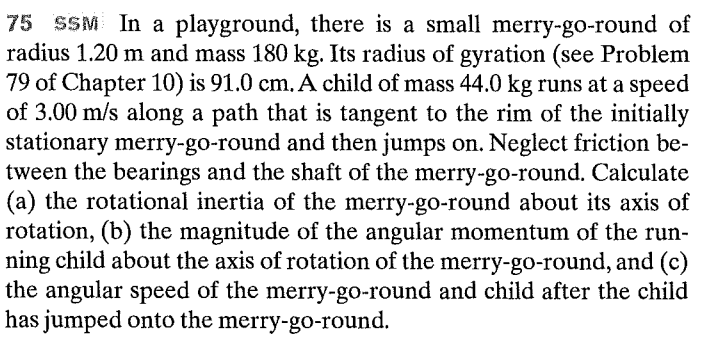 75 SSM In a playground, there is a small merry-go-round of
radius 1.20 m and mass 180 kg. Its radius of gyration (see Problem
79 of Chapter 10) is 91.0 cm. A child of mass 44.0 kg runs at a speed
of 3.00 m/s along a path that is tangent to the rim of the initially
stationary merry-go-round and then jumps on. Neglect friction be-
tween the bearings and the shaft of the merry-go-round. Calculate
(a) the rotational inertia of the merry-go-round about its axis of
rotation, (b) the magnitude of the angular momentum of the run-
ning child about the axis of rotation of the merry-go-round, and (c)
the angular speed of the merry-go-round and child after the child
has jumped onto the merry-go-round.